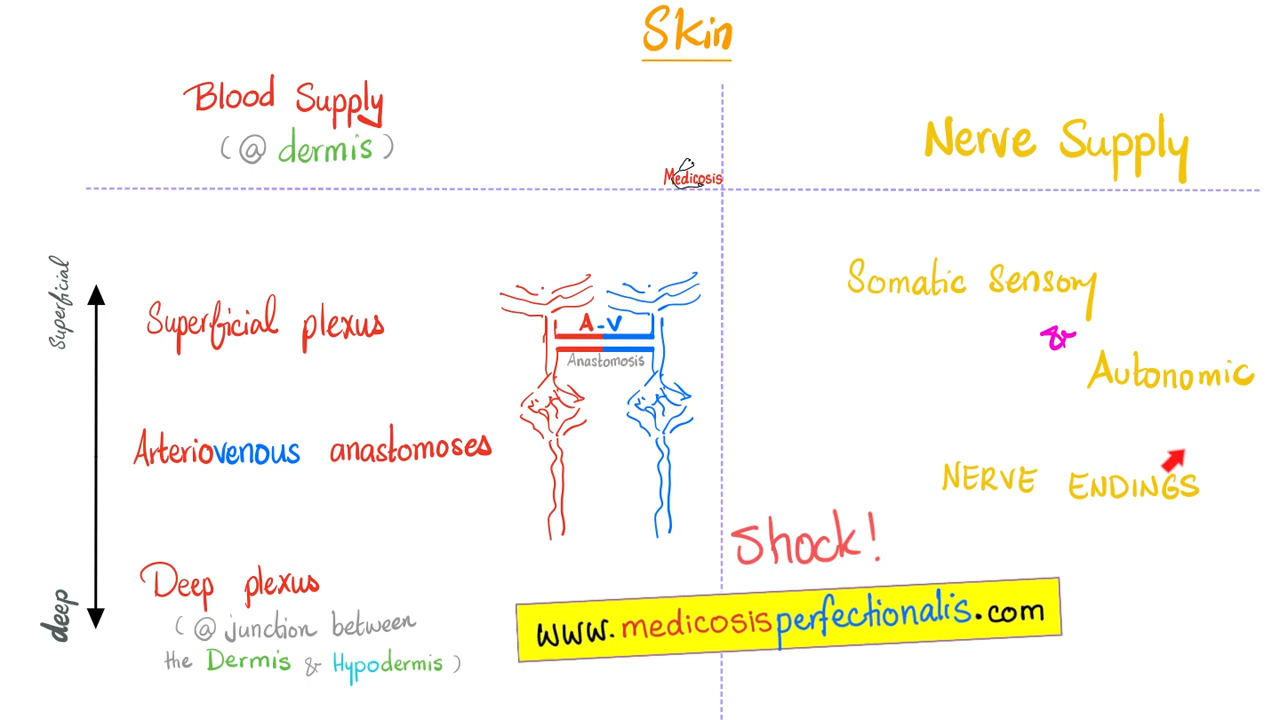 Skin
Blood Supply
(@ dermis)
Medicosis
Nerve Supply
Superficial
Superficial plexus
A-V
Anastomosis
Arteriovenous anastomoses
deep
Deep plexus
(@ junction between
the Dermis & Hypodermis)
Somatic sensory
&
Autonomic
NERVE ENDINGS
Shock!
www.medicosisperfectionalis.com